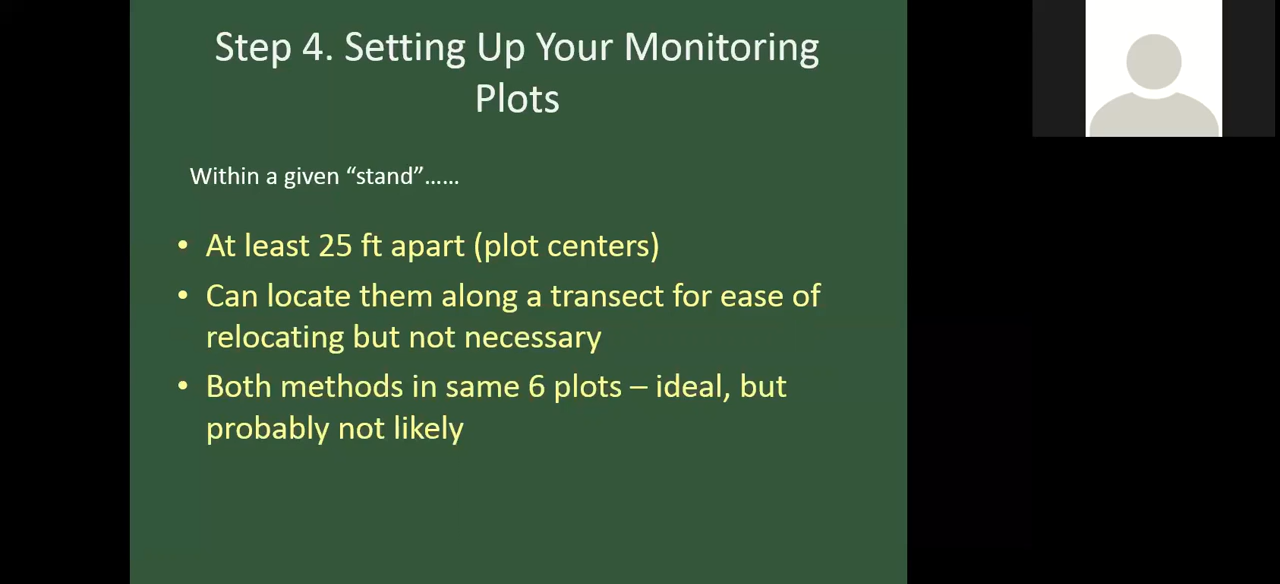 Step 4. Setting Up Your Monitoring
Plots
Within a given “stand”……
• At least 25 ft apart (plot centers)
• Can locate them along a transect for ease of
relocating but not necessary
• Both methods in same 6 plots – ideal, but
probably not likely